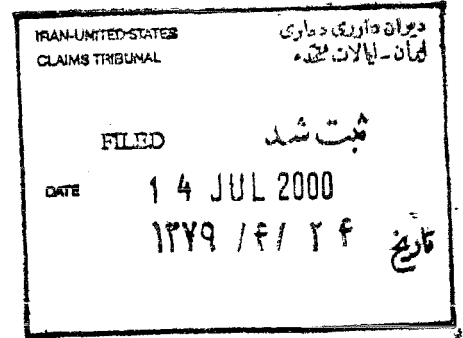 IRAN-UNITED STATES دیوان داوری دعاوی
CLAIMS TRIBUNAL ایران - ایالات متحده
FILED ثبت شد
DATE 14 JUL 2000
۱۳۷۹ /۴/ ۲۴ تاریخ